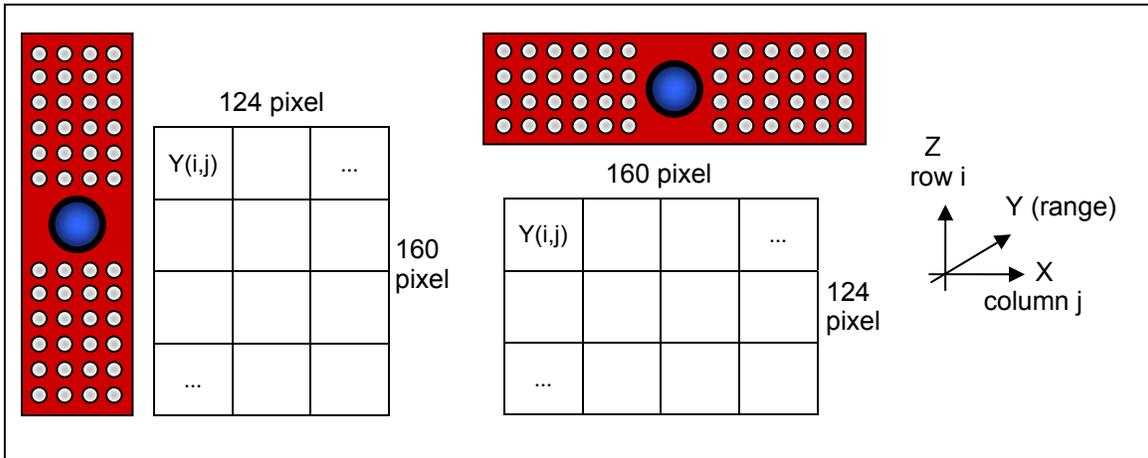 124 pixel
Y(i,j)
...
160
pixel
...
160 pixel
Y(i,j)
...
124
pixel
...
Z
row i
Y (range)
X
column j